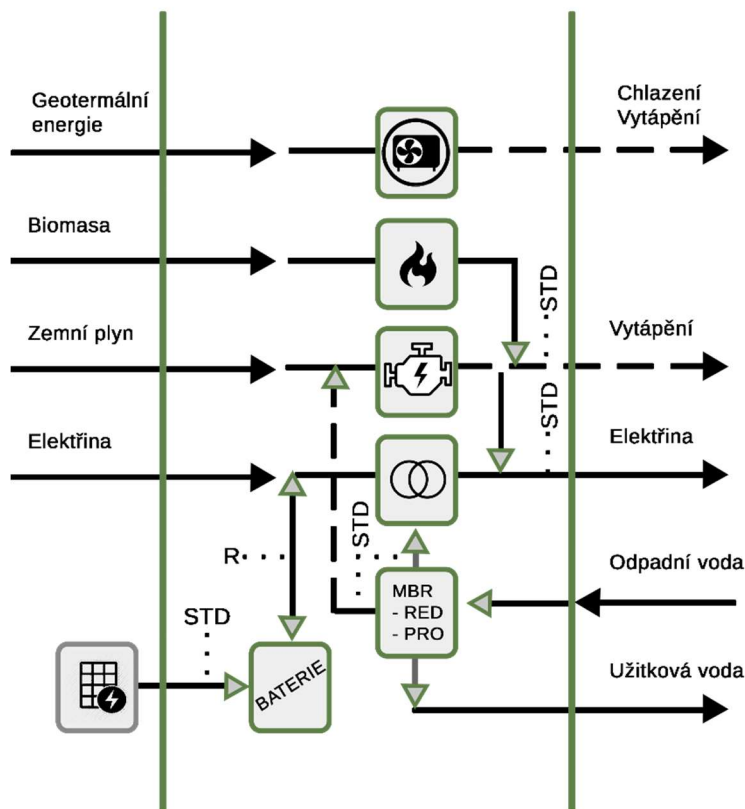 Geotermální
energie
Chlazení
Vytápění
Biomasa
STD
Zemní plyn
Vytápění
STD
Elektřina
Elektřina
STD
R
MBR
- RED
- PRO
Odpadní voda
STD
BATERIE
Užitková voda